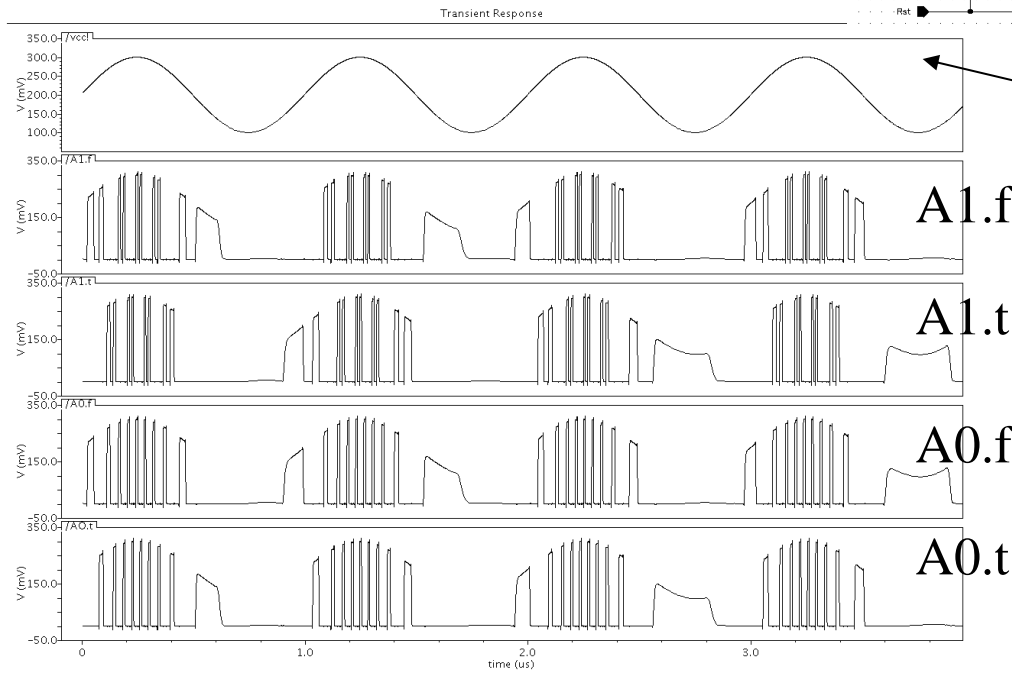 Transient Response
Rst
350.0
/vcc!
300.0
250.0
200.0
150.0
100.0
V (mV)
350.0
/A1.f
150.0
-50.0
V (mV)
A1.f
350.0
/A1.t
150.0
-50.0
V (mV)
A1.t
350.0
/A0.f
150.0
-50.0
V (mV)
A0.f
350.0
/A0.t
150.0
-50.0
V (mV)
A0.t
0
1.0
2.0
3.0
time (us)